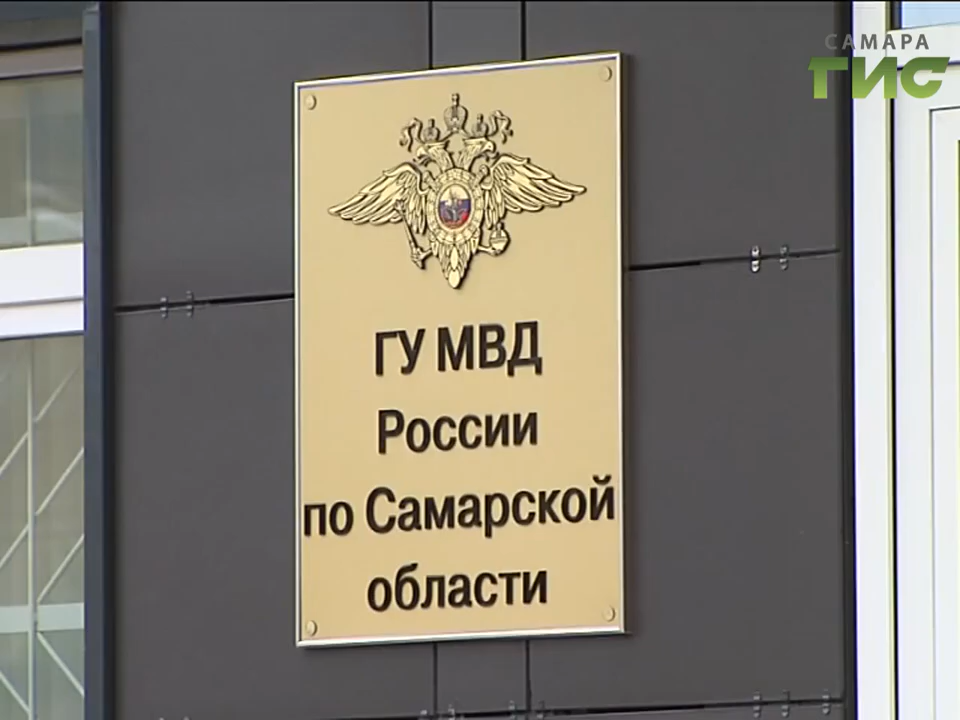 САМАРА
ГИС
ГУ МВД
России
по Самарской
области